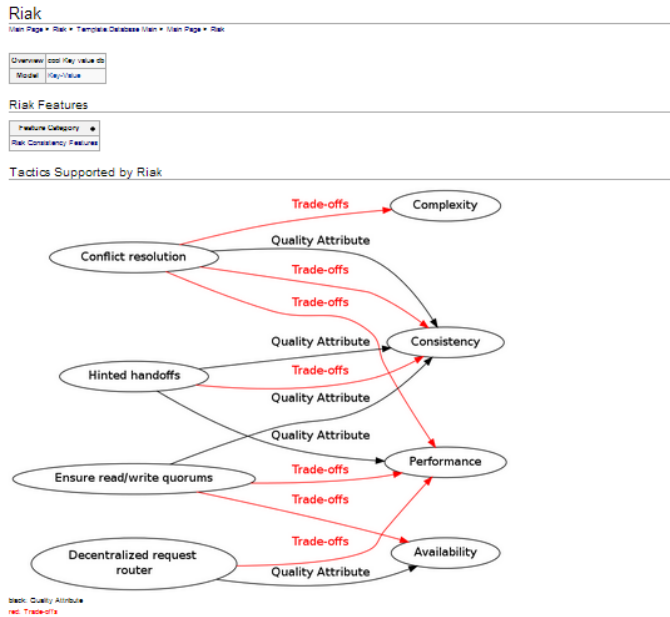 Riak
Main Page • Riak • Template Database Main • Main Page • Riak
Overview cool Key value db
Model Key-Value
Riak Features
Feature Category
Riak Consistency Features
Tactics Supported by Riak
Trade-offs
Complexity
Quality Attribute
Conflict resolution
Trade-offs
Trade-offs
Quality Attribute
Consistency
Hinted handoffs
Trade-offs
Quality Attribute
Quality Attribute
Performance
Trade-offs
Ensure read/write quorums
Trade-offs
Trade-offs
Decentralized request
router
Availability
Quality Attribute
black: Quality Attribute
red: Trade-offs